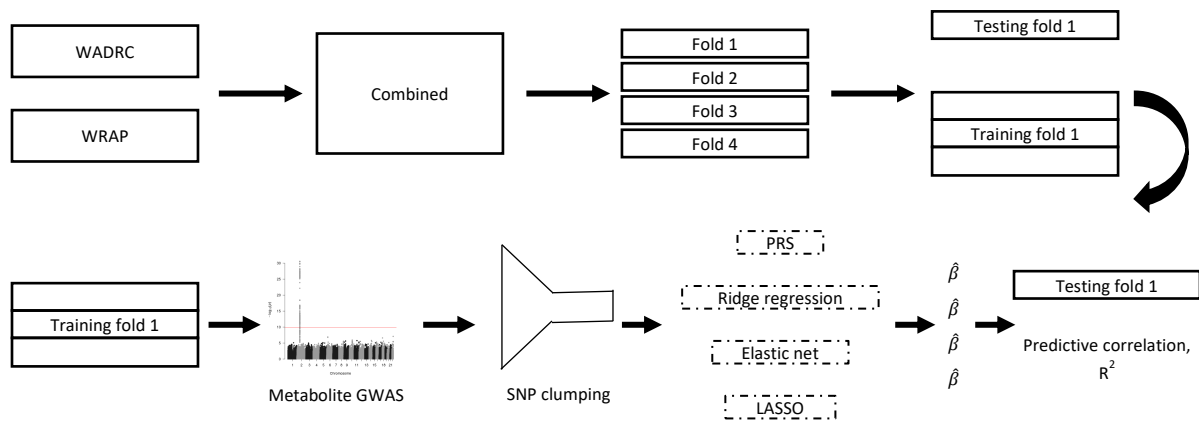 WADRC
WRAP
Combined
Fold 1
Fold 2
Fold 3
Fold 4
Testing fold 1
Training fold 1
Training fold 1
Chromosome
Metabolite GWAS
SNP clumping
PRS
Ridge regression
Elastic net
LASSO
β̂
β̂
β̂
β̂
Testing fold 1
Predictive correlation,
R²